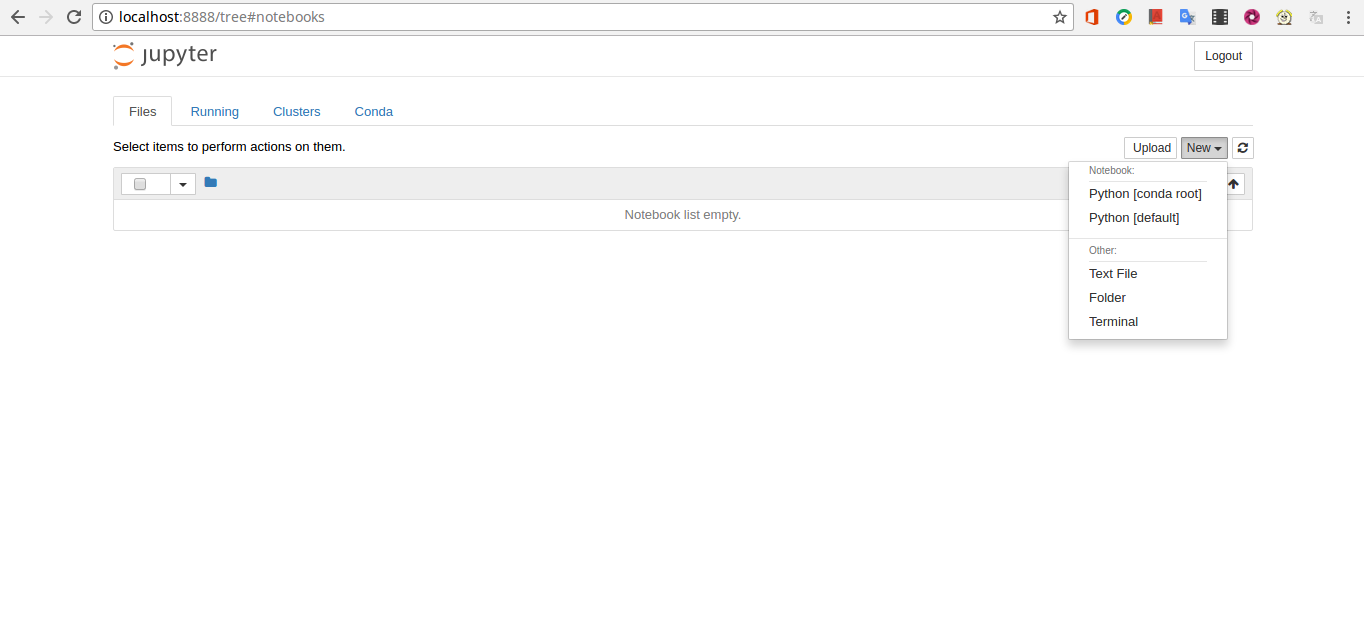 localhost:8888/tree#notebooks
jupyter
Logout
Files Running Clusters Conda
Select items to perform actions on them.
Upload New
Notebook list empty.
Notebook:
Python [conda root]
Python [default]
Other:
Text File
Folder
Terminal